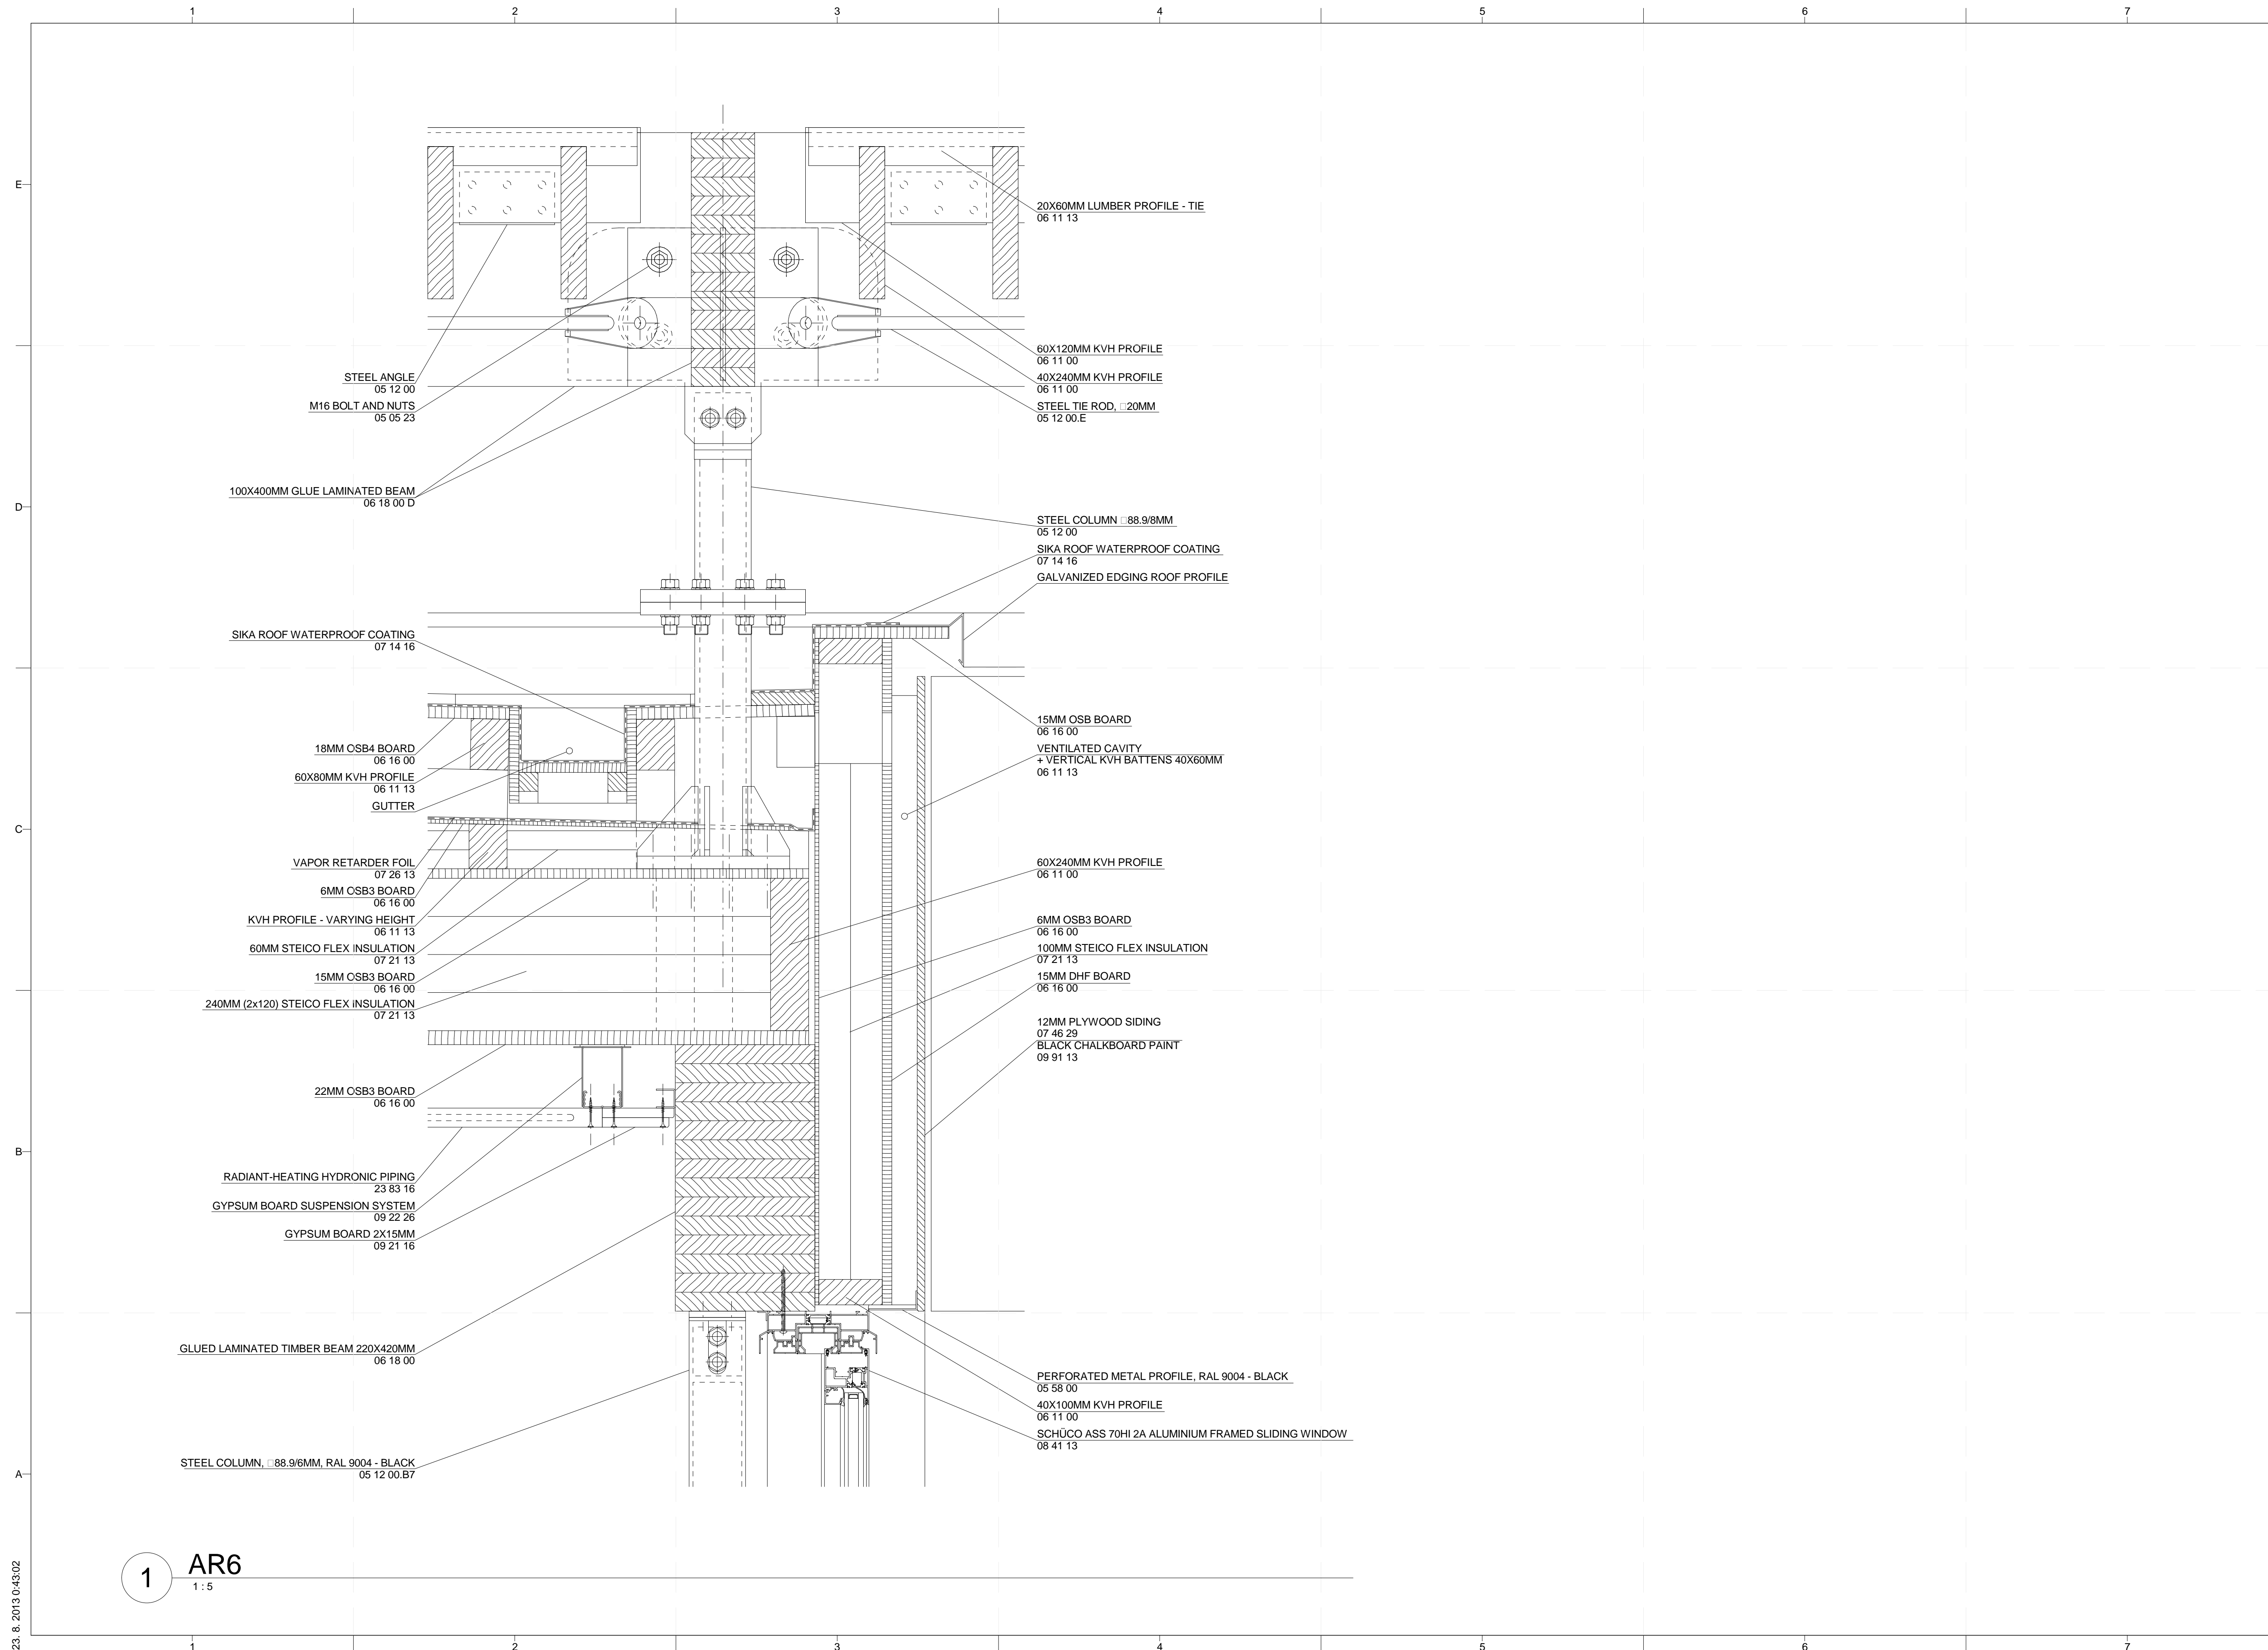 1 2 3 4 5 6 7
E
D
C
B
A
20X60MM LUMBER PROFILE - TIE
06 11 13
60X120MM KVH PROFILE
06 11 00
40X240MM KVH PROFILE
06 11 00
STEEL TIE ROD, □20MM
05 12 00.E
STEEL ANGLE
05 12 00
M16 BOLT AND NUTS
05 05 23
100X400MM GLUE LAMINATED BEAM
06 18 00 D
STEEL COLUMN □88.9/8MM
05 12 00
SIKA ROOF WATERPROOF COATING
07 14 16
GALVANIZED EDGING ROOF PROFILE
SIKA ROOF WATERPROOF COATING
07 14 16
18MM OSB4 BOARD
06 16 00
60X80MM KVH PROFILE
06 11 13
GUTTER
VAPOR RETARDER FOIL
07 26 13
6MM OSB3 BOARD
06 16 00
KVH PROFILE - VARYING HEIGHT
06 11 13
60MM STEICO FLEX INSULATION
07 21 13
15MM OSB3 BOARD
06 16 00
240MM (2x120) STEICO FLEX INSULATION
07 21 13
22MM OSB3 BOARD
06 16 00
RADIANT-HEATING HYDRONIC PIPING
23 83 16
GYPSUM BOARD SUSPENSION SYSTEM
09 22 26
GYPSUM BOARD 2X15MM
09 21 16
GLUED LAMINATED TIMBER BEAM 220X420MM
06 18 00
STEEL COLUMN, □88.9/6MM, RAL 9004 - BLACK
05 12 00.B7
15MM OSB BOARD
06 16 00
VENTILATED CAVITY
+ VERTICAL KVH BATTENS 40X60MM
06 11 13
60X240MM KVH PROFILE
06 11 00
6MM OSB3 BOARD
06 16 00
100MM STEICO FLEX INSULATION
07 21 13
15MM DHF BOARD
06 16 00
12MM PLYWOOD SIDING
07 46 29
BLACK CHALKBOARD PAINT
09 91 13
PERFORATED METAL PROFILE, RAL 9004 - BLACK
05 58 00
40X100MM KVH PROFILE
06 11 00
SCHÜCO ASS 70HI 2A ALUMINIUM FRAMED SLIDING WINDOW
08 41 13
1
AR6
1 : 5
23. 8. 2013 0:43:02
1 2 3 4 5 6 7